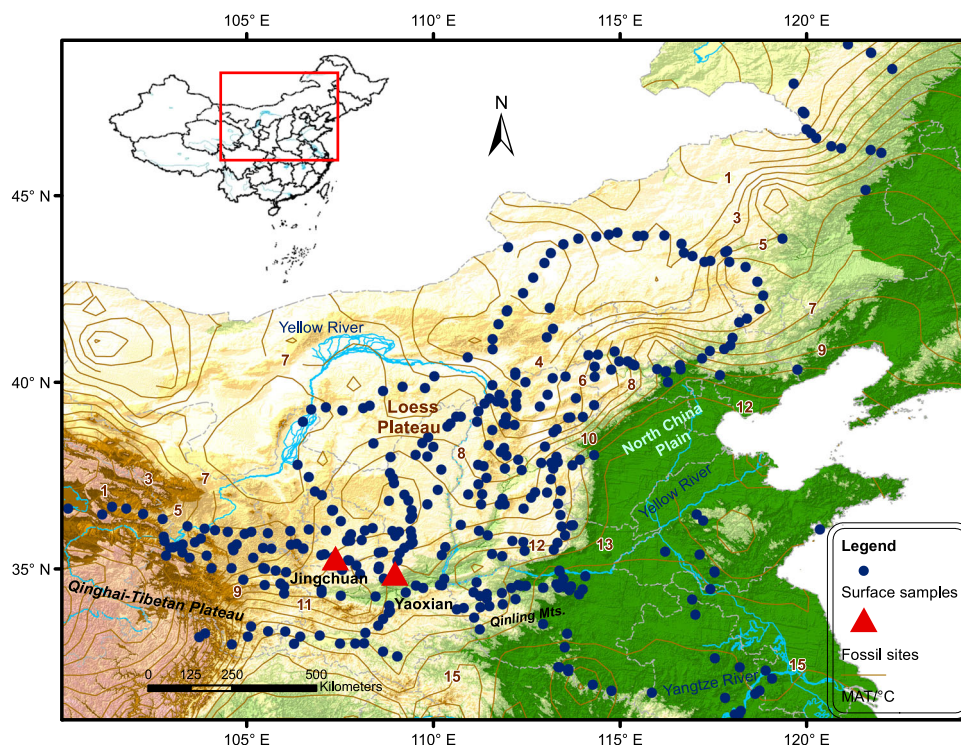 105° E 110° E 115° E 120° E
N
45° N
1
3
5
7
9
Yellow River
7
4
6
8
40° N
12
Loess
Plateau
North China
Plain
10
8
3
1
5
7
Yellow River
12
13
35° N
Jingchuan
9
11
Yaoxian
Qinghai-Tibetan Plateau
Qinling Mts.
15
15
Yangtze River
0 125 250 500
Kilometers
Legend
Surface samples
Fossil sites
MAT/°C
105° E 110° E 115° E 120° E